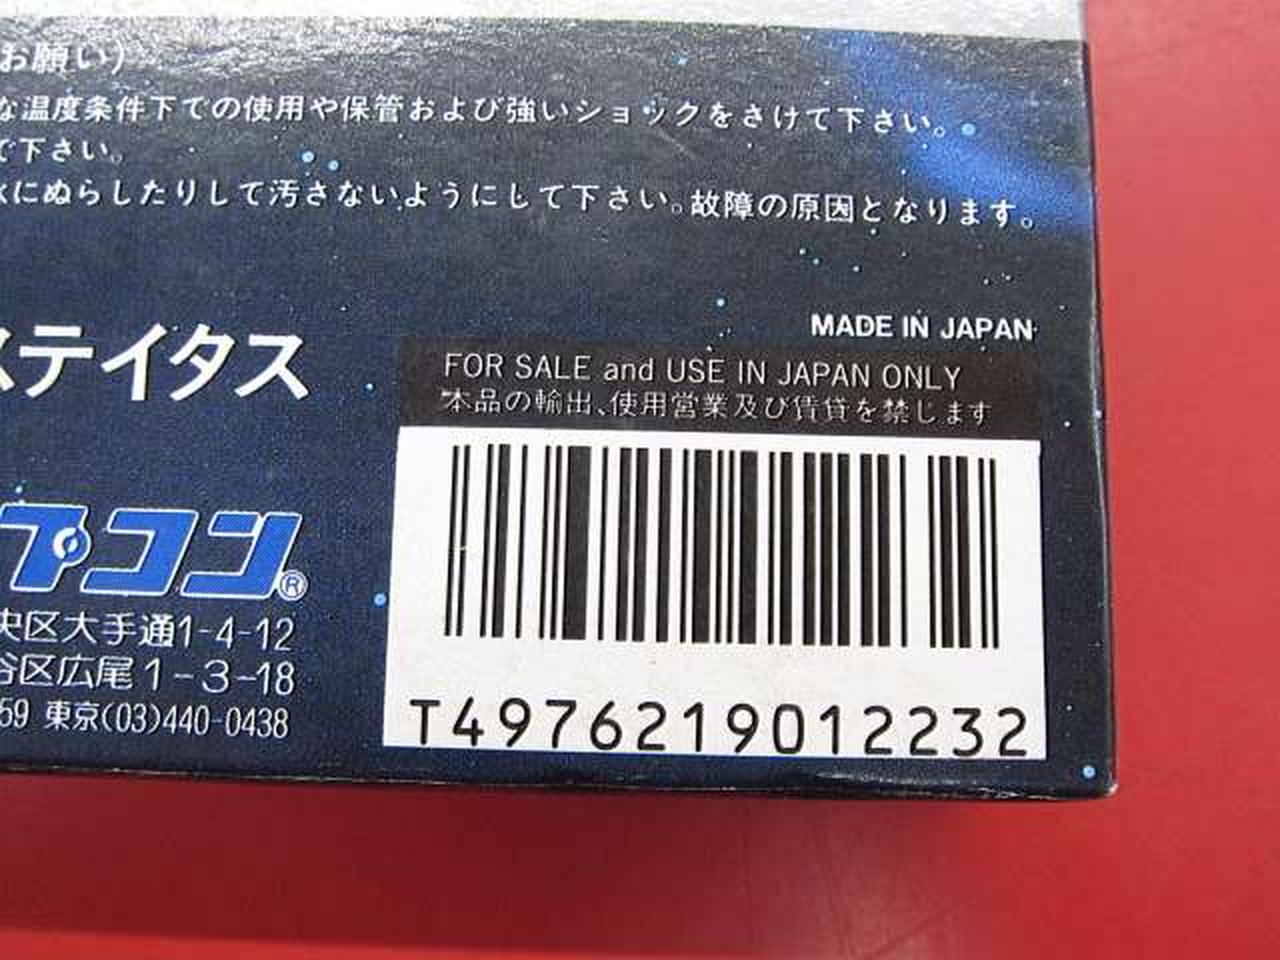 お願い)
な温度条件下での使用や保管および強いショックをさけて下さい。
で下さい。
にぬらしたりして汚さないようにして下さい。故障の原因となります。
MADE IN JAPAN
ステイタス
FOR SALE and USE IN JAPAN ONLY
本品の輸出、使用営業及び賃貸を禁じます
プコン®
央区大手通1-4-12
谷区広尾1-3-18
59 東京(03)440-0438
T4976219012232